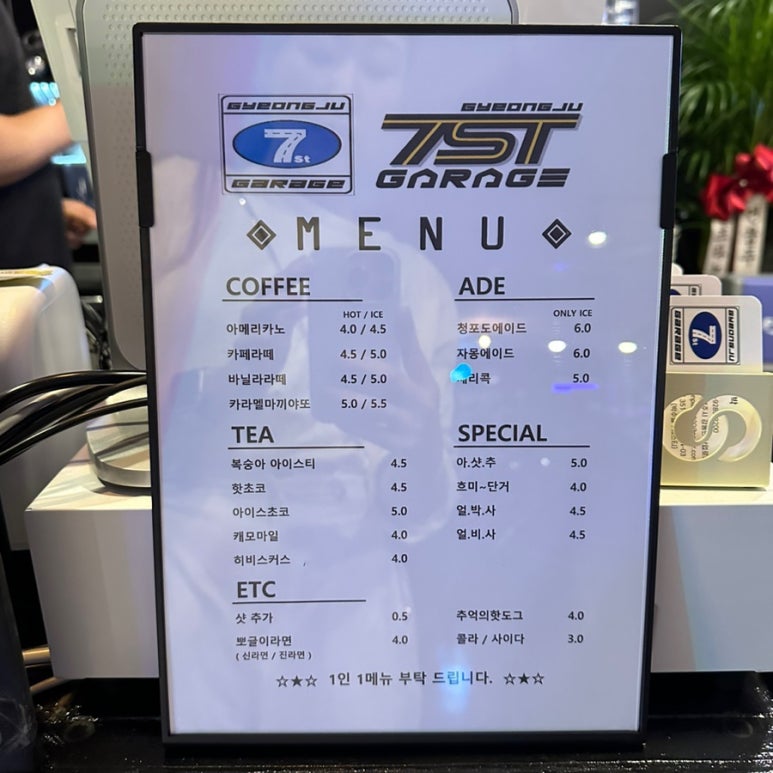 GYEONGJU
7st
GARAGE
GYEONGJU
7ST
GARAGE
MENU
COFFEE
HOT / ICE
아메리카노 4.0 / 4.5
카페라떼 4.5 / 5.0
바닐라라떼 4.5 / 5.0
카라멜마끼야또 5.0 / 5.5
ADE
ONLY ICE
청포도에이드 6.0
자몽에이드 6.0
5.0
TEA
복숭아 아이스티 4.5
핫초코 4.5
아이스초코 5.0
캐모마일 4.0
히비스커스 4.0
SPECIAL
아.샷.추 5.0
흐미~단거 4.0
얼.박.사 4.5
얼.비.사 4.5
ETC
샷 추가 0.5
뽀글이라면 4.0
( 신라면 / 진라면 )
추억의핫도그 4.0
콜라 / 사이다 3.0
☆★☆ 1인 1메뉴 부탁 드립니다. ☆★☆
GYEONGJU
7st
GARAGE